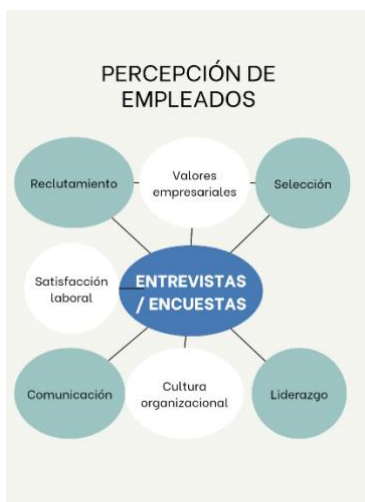 PERCEPCIÓN DE
EMPLEADOS
Reclutamiento
Valores
empresariales
Selección
Satisfacción
laboral
ENTREVISTAS
/ ENCUESTAS
Comunicación
Cultura
organizacional
Liderazgo